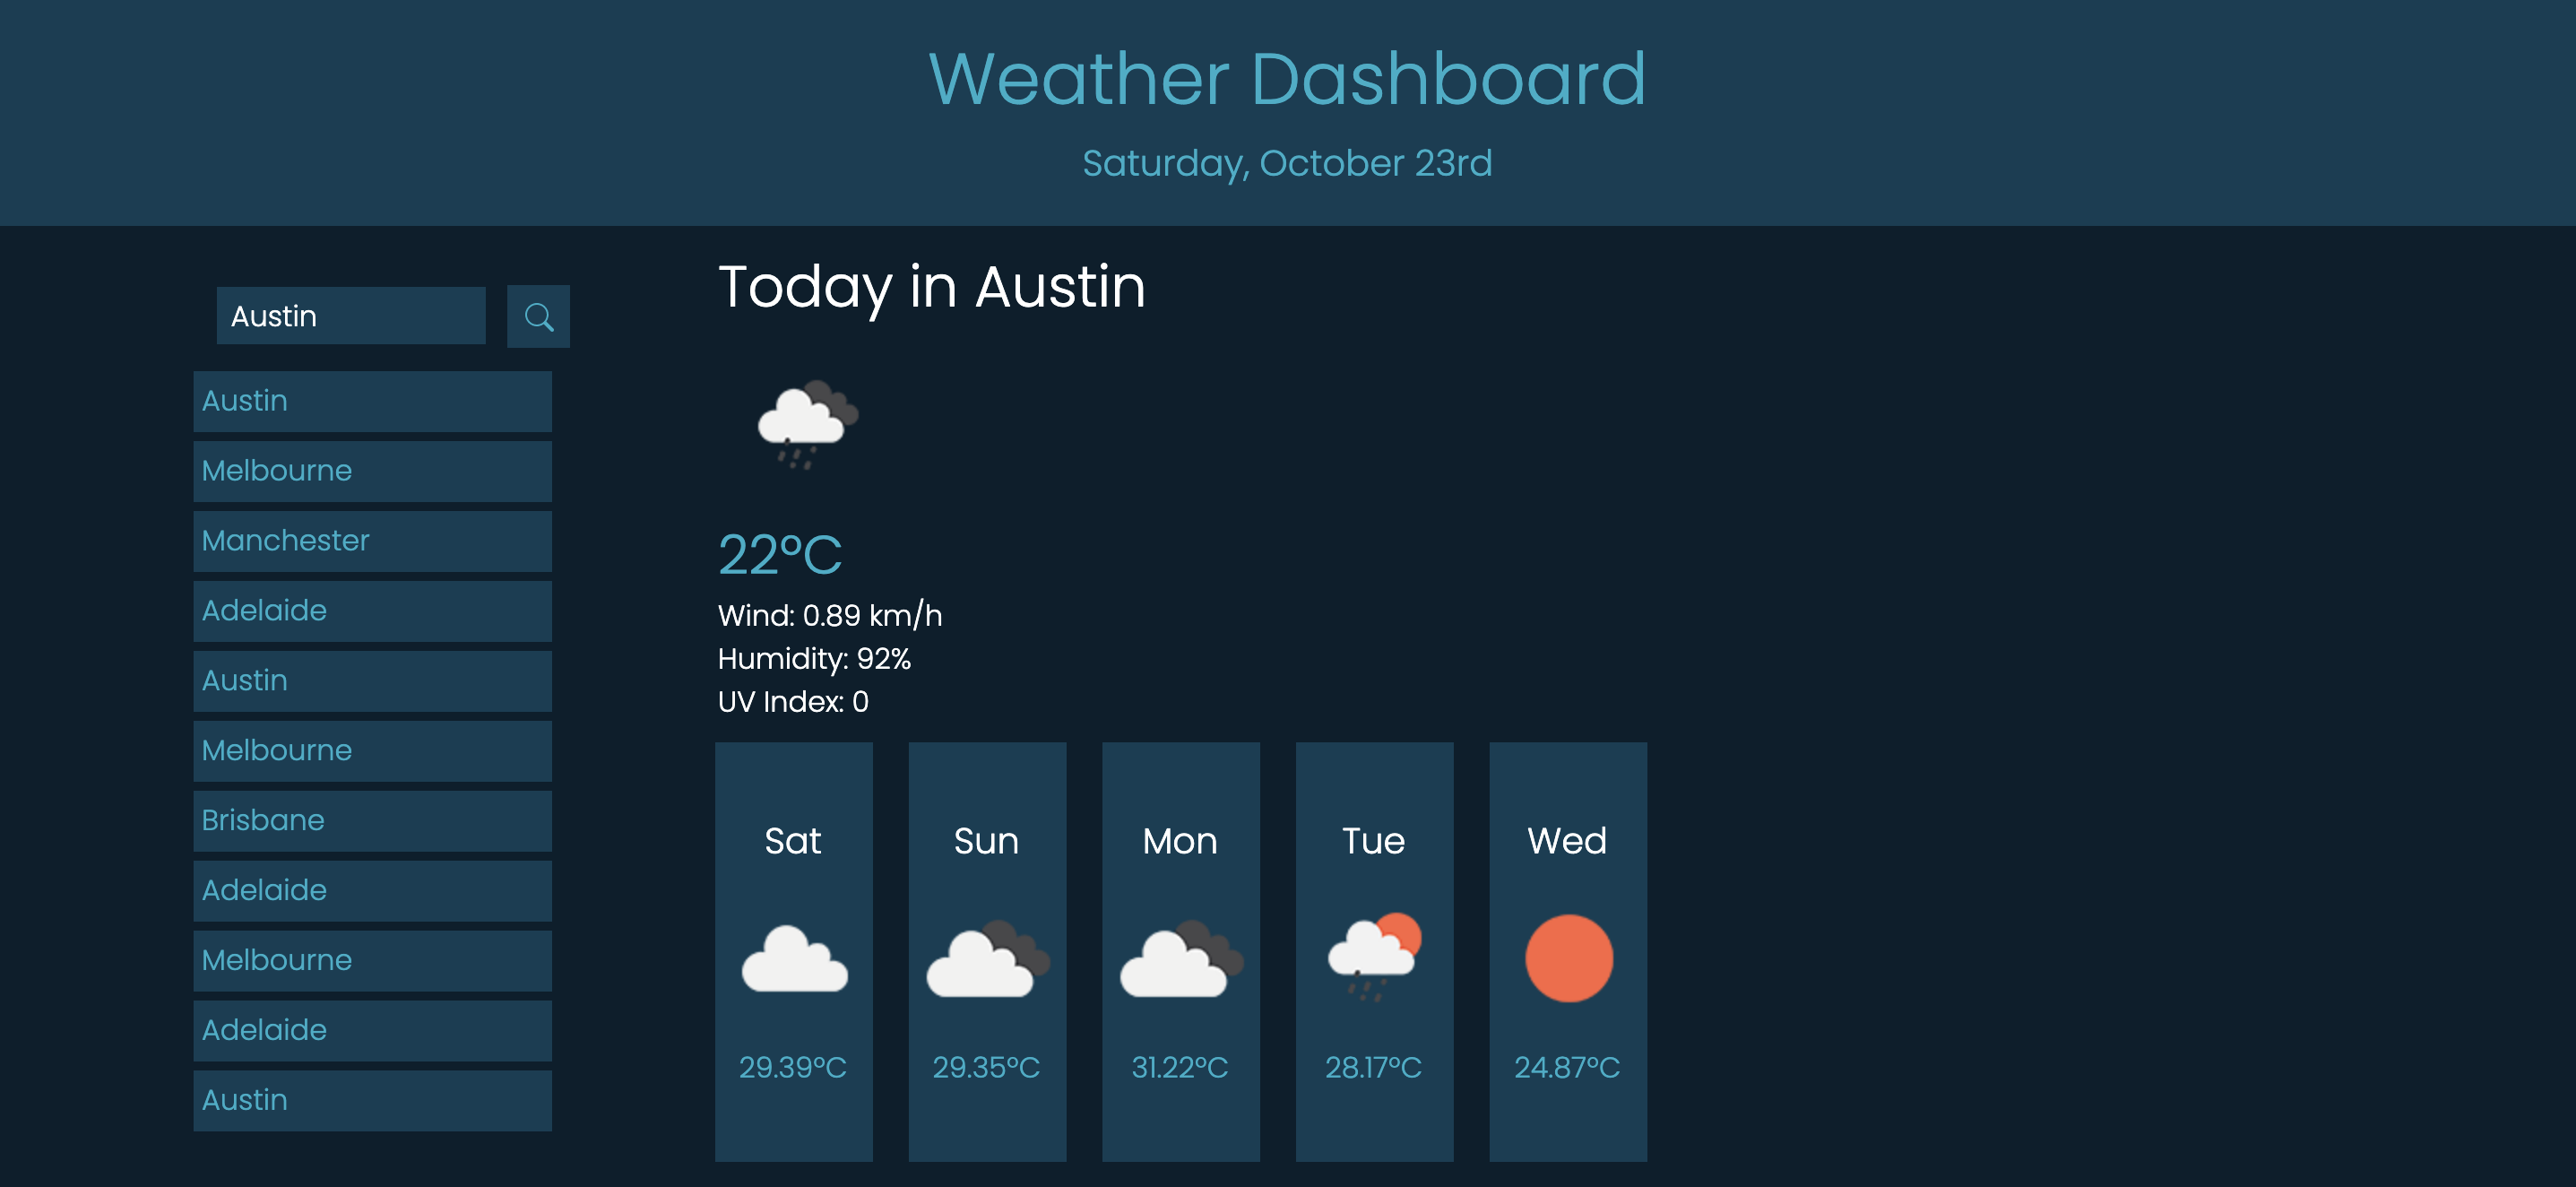 Weather Dashboard
Saturday, October 23rd
Austin
Austin
Melbourne
Manchester
Adelaide
Austin
Melbourne
Brisbane
Adelaide
Melbourne
Adelaide
Austin
Today in Austin
22°C
Wind: 0.89 km/h
Humidity: 92%
UV Index: 0
Sat
29.39°C
Sun
29.35°C
Mon
31.22°C
Tue
28.17°C
Wed
24.87°C